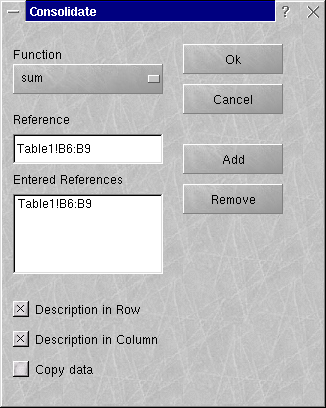 Consolidate ?
Function
sum
Ok
Cancel
Reference
Table1!B6:B9
Add
Entered References
Table1!B6:B9
Remove
Description in Row
Description in Column
Copy data